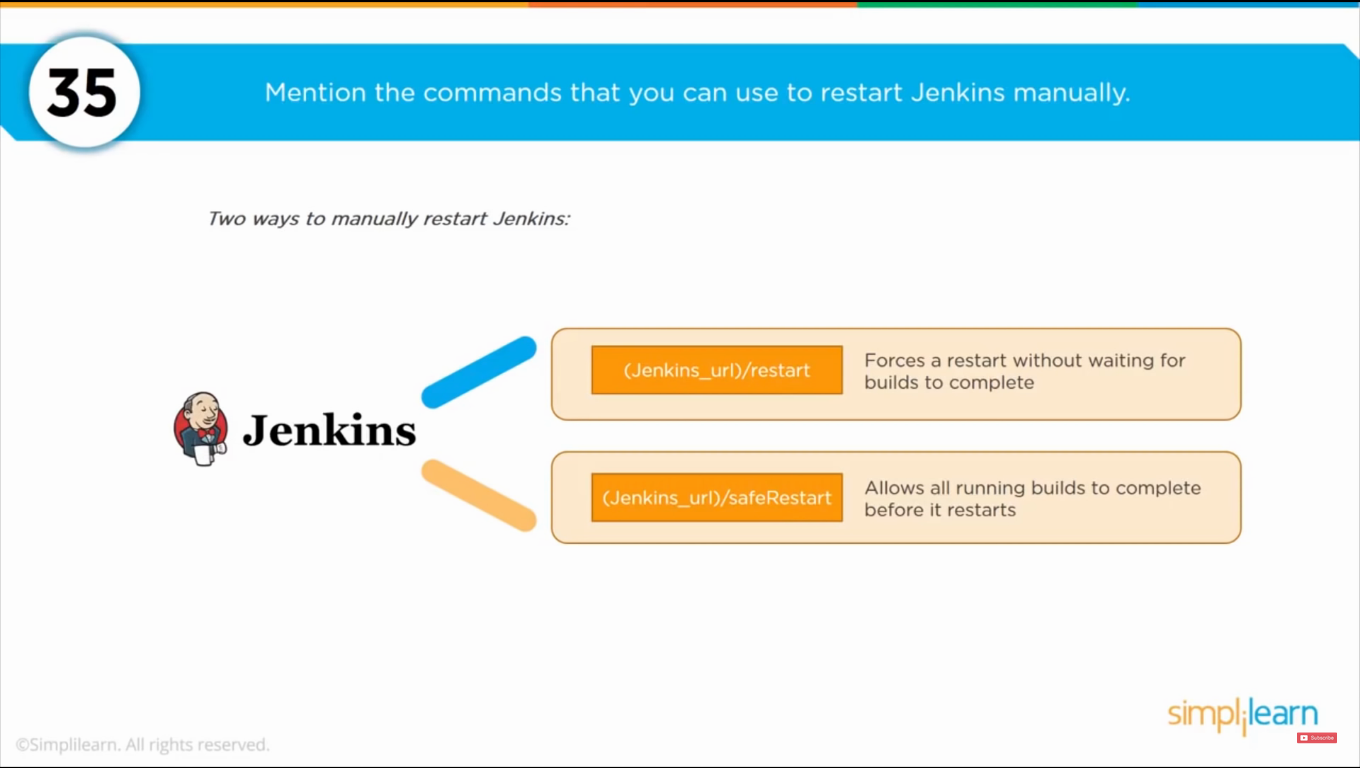 35
Mention the commands that you can use to restart Jenkins manually.
Two ways to manually restart Jenkins:
Jenkins
(Jenkins_url)/restart
Forces a restart without waiting for
builds to complete
(Jenkins_url)/safeRestart
Allows all running builds to complete
before it restarts
simplilearn
Subscribe
©Simplilearn. All rights reserved.